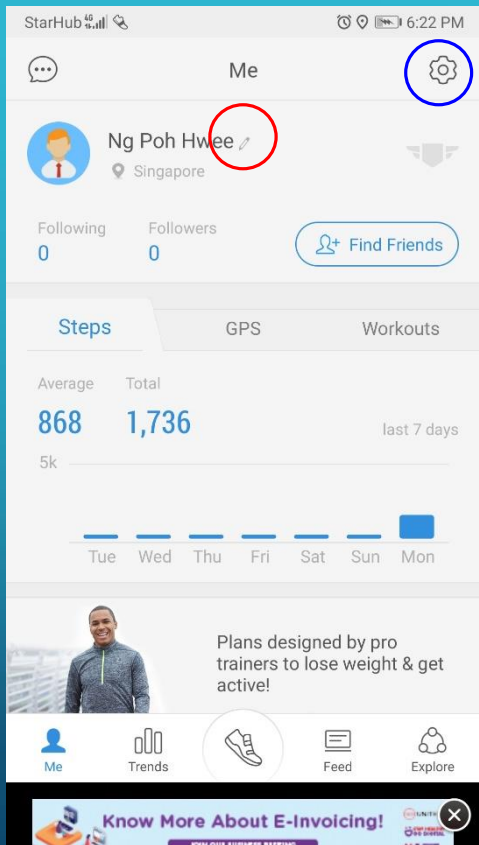 StarHub 4G 6:22 PM
Me
Ng Poh Hwee
Singapore
Following Followers
0 0
Find Friends
Steps GPS Workouts
Average Total
868 1,736 last 7 days
5k
Tue Wed Thu Fri Sat Sun Mon
Plans designed by pro
trainers to lose weight & get
active!
Me Trends Feed Explore
Know More About E-Invoicing!